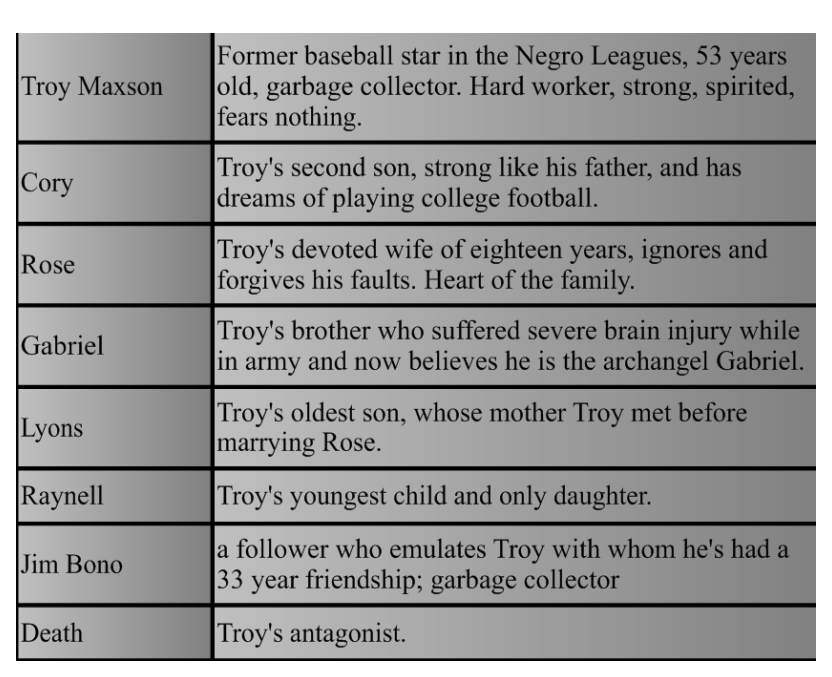 Troy Maxson
Former baseball star in the Negro Leagues, 53 years
old, garbage collector. Hard worker, strong, spirited,
fears nothing.
Cory
Troy's second son, strong like his father, and has
dreams of playing college football.
Rose
Troy's devoted wife of eighteen years, ignores and
forgives his faults. Heart of the family.
Gabriel
Troy's brother who suffered severe brain injury while
in army and now believes he is the archangel Gabriel.
Lyons
Troy's oldest son, whose mother Troy met before
marrying Rose.
Raynell
Troy's youngest child and only daughter.
Jim Bono
a follower who emulates Troy with whom he's had a
33 year friendship; garbage collector
Death
Troy's antagonist.